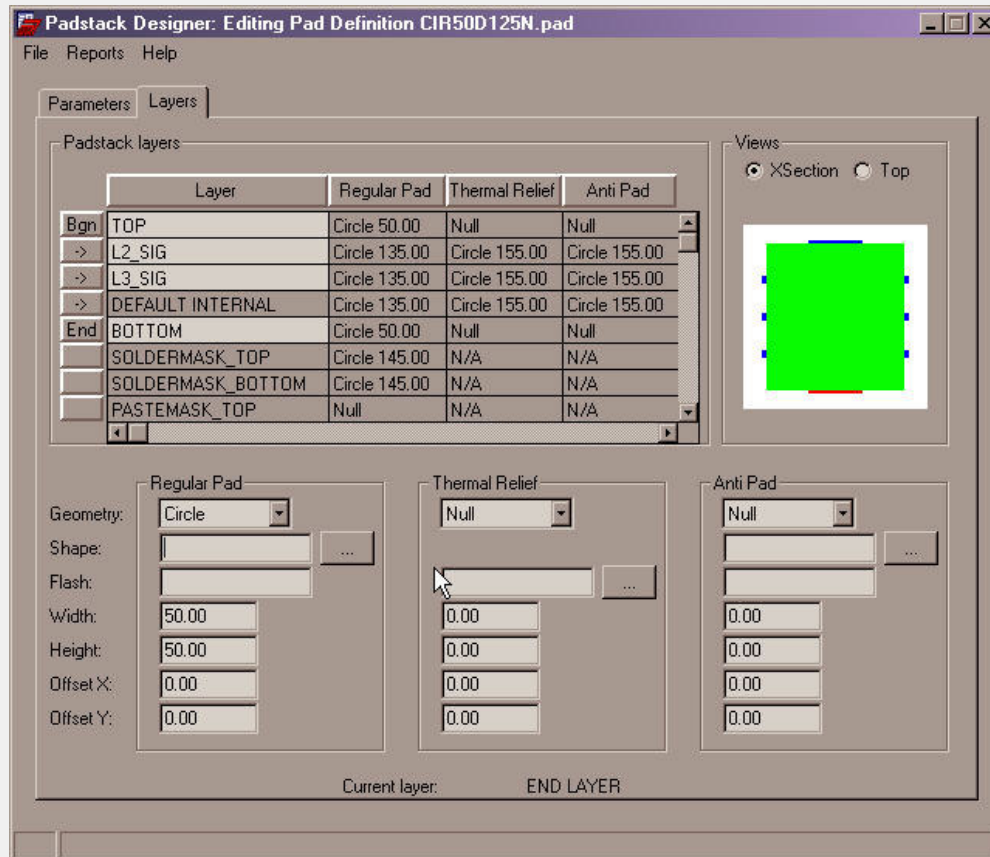 Padstack Designer: Editing Pad Definition CIR50D125N.pad
File Reports Help
Parameters Layers
Padstack layers
Views
XSection Top
Layer Regular Pad Thermal Relief Anti Pad
Bgn TOP Circle 50.00 Null Null
-> L2_SIG Circle 135.00 Circle 155.00 Circle 155.00
-> L3_SIG Circle 135.00 Circle 155.00 Circle 155.00
-> DEFAULT INTERNAL Circle 135.00 Circle 155.00 Circle 155.00
End BOTTOM Circle 50.00 Null Null
SOLDERMASK_TOP Circle 145.00 N/A N/A
SOLDERMASK_BOTTOM Circle 145.00 N/A N/A
PASTEMASK_TOP Null N/A N/A
Regular Pad Thermal Relief Anti Pad
Geometry: Circle Null Null
Shape: ... ...
Flash: ...
Width: 50.00 0.00 0.00
Height: 50.00 0.00 0.00
Offset X: 0.00 0.00 0.00
Offset Y: 0.00 0.00 0.00
Current layer: END LAYER